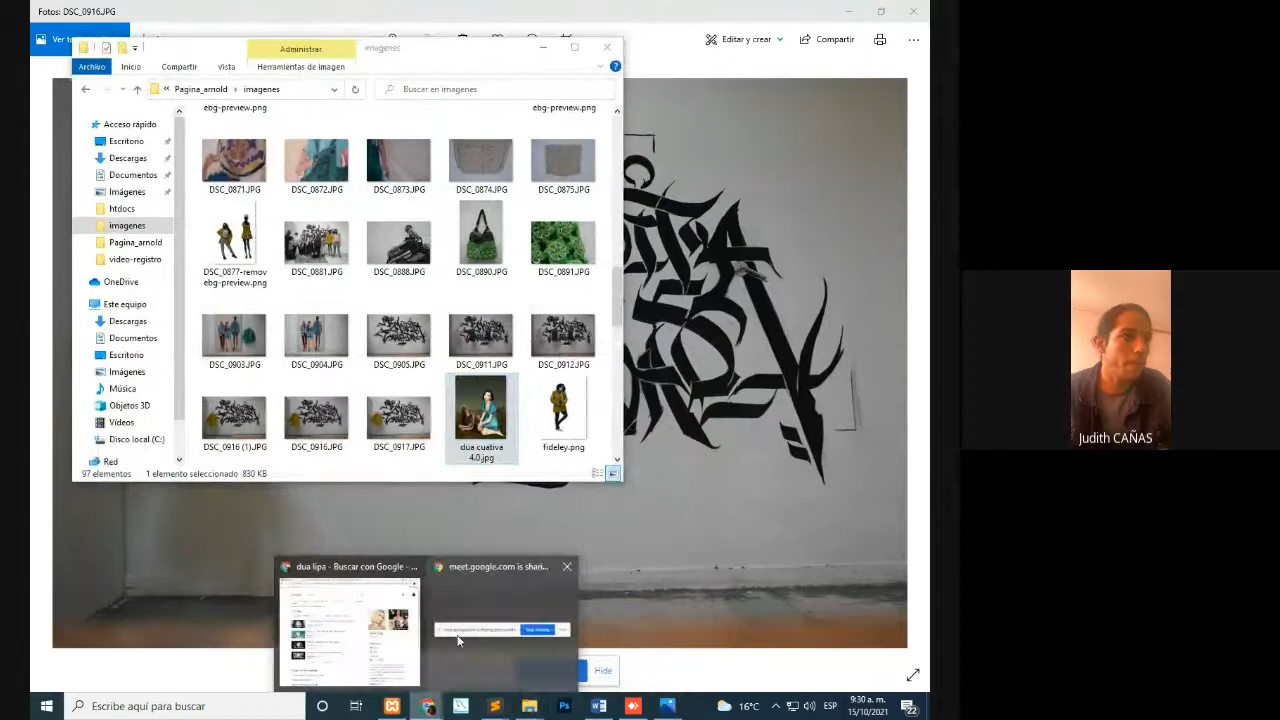 Fotos: DSC_0916.JPG
Editar y crear
Compartir
Administrar
imagenes
Archivo
Inicio
Compartir
Vista
Herramientas de imagen
Pagina_arnold
imagenes
Buscar en imagenes
ebg-preview.png
ebg-preview.png
Acceso rápido
Escritorio
Descargas
Documentos
Imágenes
htdocs
imagenes
Pagina_arnold
video-registro
OneDrive
Este equipo
Descargas
Documentos
Escritorio
Imágenes
Música
Objetos 3D
Vídeos
Disco local (C:)
Red
DSC_0871.JPG
DSC_0872.JPG
DSC_0873.JPG
DSC_0874.JPG
DSC_0875.JPG
DSC_0877-remov
ebg-preview.png
DSC_0881.JPG
DSC_0888.JPG
DSC_0890.JPG
DSC_0891.JPG
DSC_0903.JPG
DSC_0904.JPG
DSC_0905.JPG
DSC_0911.JPG
DSC_0912.JPG
DSC_0916 (1).JPG
DSC_0916.JPG
DSC_0917.JPG
dua cuativa
4.0.jpg
fideley.png
97 elementos
1 elemento seleccionado 830 KB
Judith CAÑAS
dua lipa - Buscar con Google - ...
meet.google.com is shari...
Hide
Escribe aquí para buscar
16°C
ESP
9:30 a. m.
15/10/2021
22